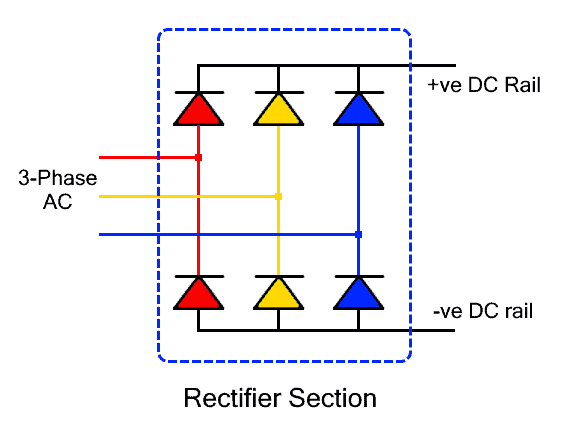 +ve DC Rail
3-Phase
AC
-ve DC rail
Rectifier Section